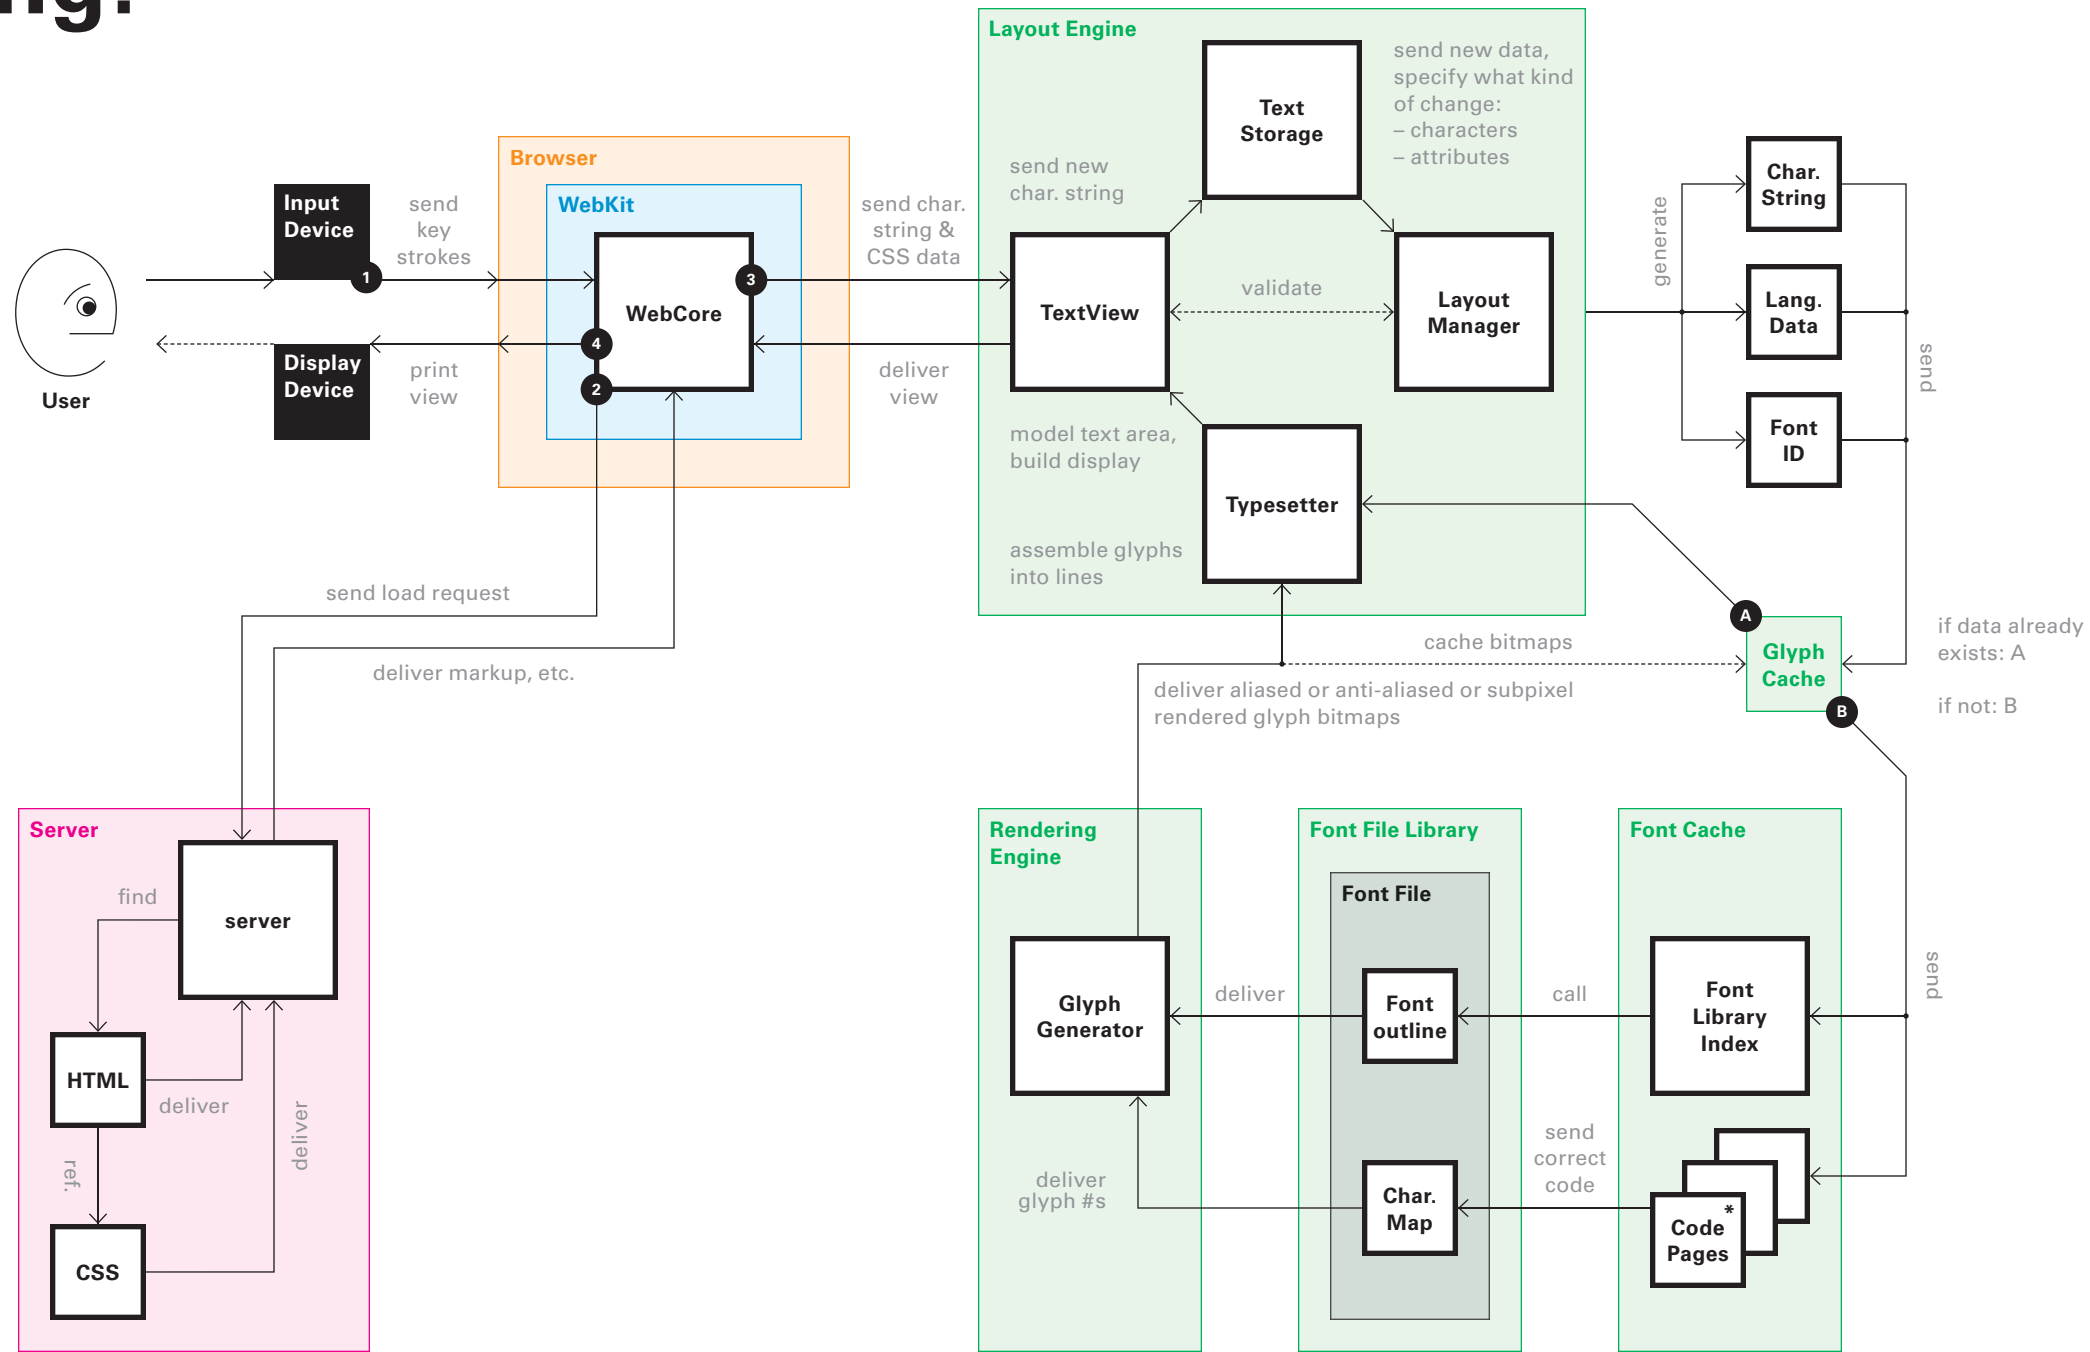 ng?
Layout Engine
send new data,
specify what kind
of change:
– characters
– attributes
Text
Storage
send new
char. string
Browser
WebKit
Input
Device
send
key
strokes
1
WebCore
3
4
2
send char.
string &
CSS data
TextView
validate
Layout
Manager
generate
Char.
String
Lang.
Data
Font
ID
send
User
Display
Device
print
view
deliver
view
model text area,
build display
Typesetter
assemble glyphs
into lines
send load request
deliver markup, etc.
cache bitmaps
deliver aliased or anti-aliased or subpixel
rendered glyph bitmaps
A
Glyph
Cache
B
if data already
exists: A
if not: B
Server
find
server
HTML
deliver
deliver
ref.
CSS
Rendering
Engine
Glyph
Generator
deliver
deliver
glyph #s
Font File Library
Font File
Font
outline
Char.
Map
call
send
correct
code
Font Cache
Font
Library
Index
Code *
Pages
send